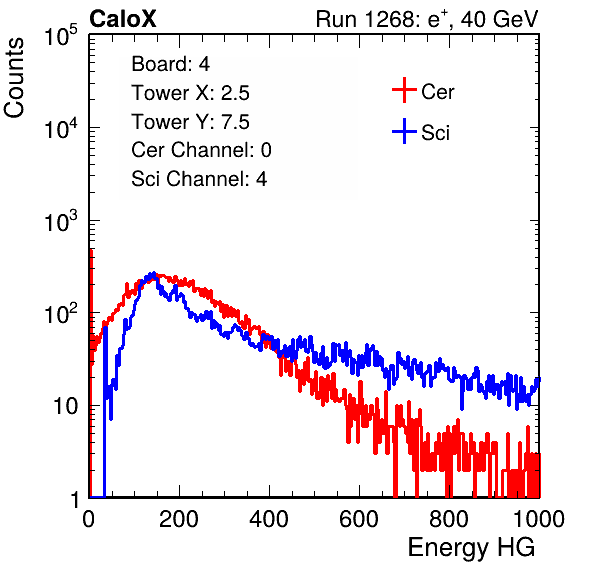 CaloX Run 1268: e⁺, 40 GeV
Counts
Board: 4
Tower X: 2.5
Tower Y: 7.5
Cer Channel: 0
Sci Channel: 4
Cer
Sci
10⁵
10⁴
10³
10²
10
1
0 200 400 600 800 1000
Energy HG